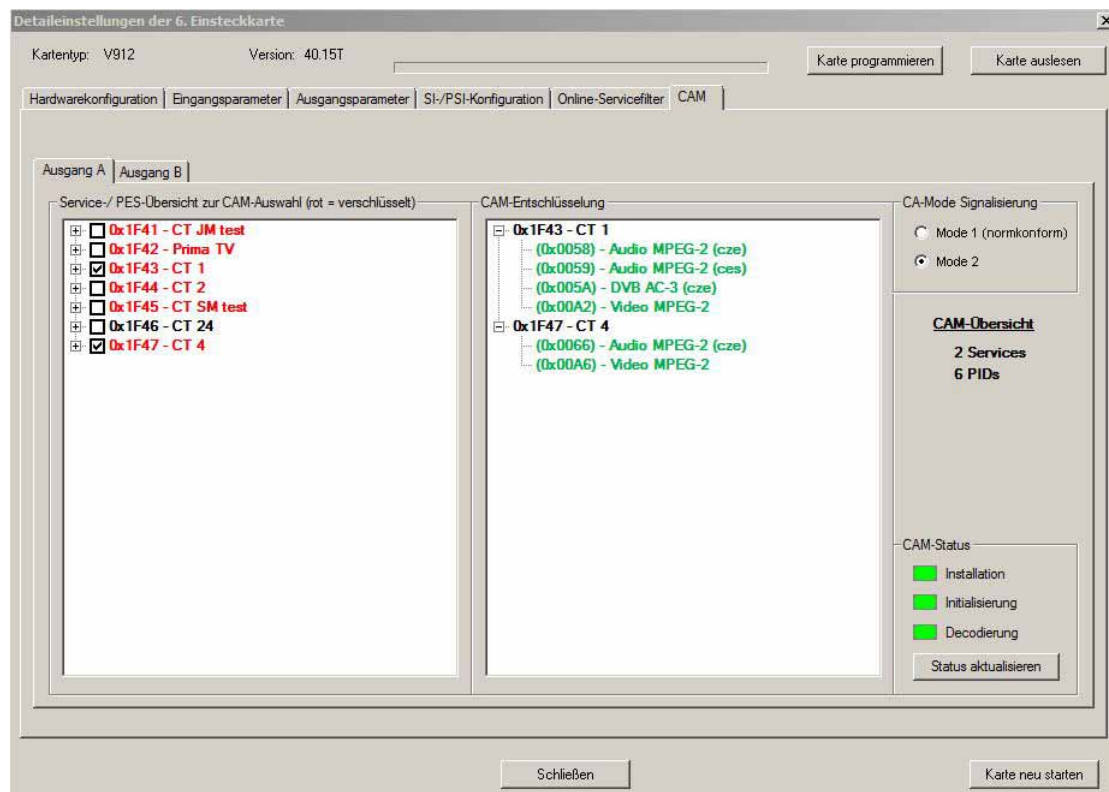 Detaileinstellungen der 6. Einsteckkarte
Kartentyp: V912 Version: 40.15T
Karte programmieren
Karte auslesen
Hardwarekonfiguration Eingangsparameter Ausgangsparameter SI-/PSI-Konfiguration Online-Servicefilter CAM
Ausgang A Ausgang B
Service-/ PES-Übersicht zur CAM-Auswahl (rot = verschlüsselt)
0x1F41 - CT JM test
0x1F42 - Prima TV
0x1F43 - CT 1
0x1F44 - CT 2
0x1F45 - CT SM test
0x1F46 - CT 24
0x1F47 - CT 4
CAM-Entschlüsselung
0x1F43 - CT 1
(0x0058) - Audio MPEG-2 (cze)
(0x0059) - Audio MPEG-2 (ces)
(0x005A) - DVB AC-3 (cze)
(0x00A2) - Video MPEG-2
0x1F47 - CT 4
(0x0066) - Audio MPEG-2 (cze)
(0x00A6) - Video MPEG-2
CA-Mode Signalisierung
Mode 1 (normkonform)
Mode 2
CAM-Übersicht
2 Services
6 PIDs
CAM-Status
Installation
Initialisierung
Decodierung
Status aktualisieren
Schließen
Karte neu starten